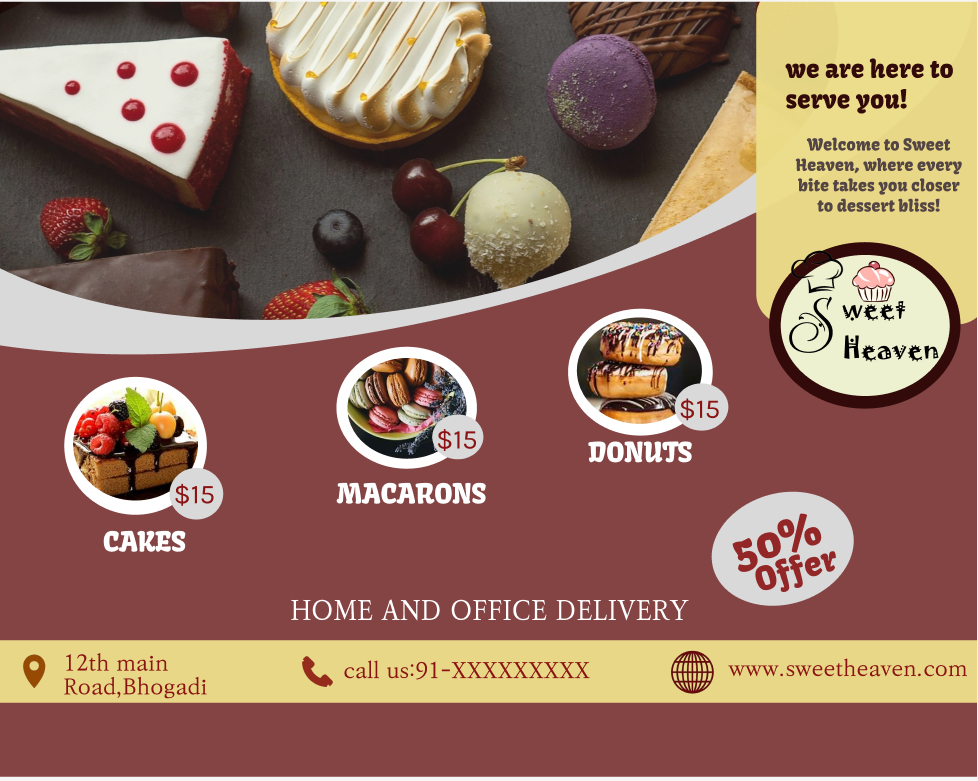 we are here to
serve you!
Welcome to Sweet
Heaven, where every
bite takes you closer
to dessert bliss!
Sweet
Heaven
$15
DONUTS
$15
MACARONS
$15
CAKES
50%
Offer
HOME AND OFFICE DELIVERY
12th main
Road,Bhogadi
call us:91-XXXXXXXXX
www.sweetheaven.com